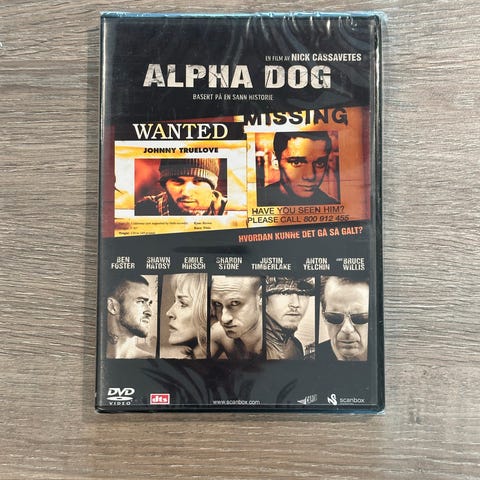 EN FILM AV NICK CASSAVETES
ALPHA DOG
BASERT PÅ EN SANN HISTORIE
MISSING
WANTED
JOHNNY TRUELOVE
HAVE YOU SEEN HIM?
PLEASE CALL 800 912 455
HVORDAN KUNNE DET GÅ SÅ GALT?
BEN FOSTER
SHAWN HATOSY
EMILE HIRSCH
SHARON STONE
JUSTIN TIMBERLAKE
ANTON YELCHIN
BRUCE WILLIS
DVD VIDEO
dts
www.scanbox.com
scanbox